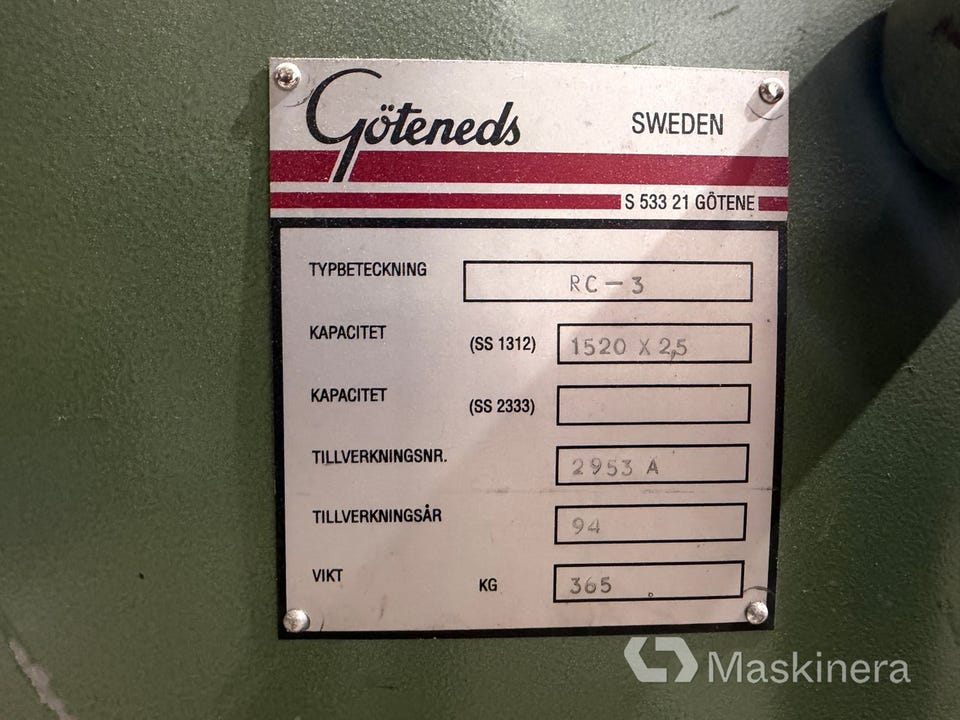 Göteneds SWEDEN
S 533 21 GÖTENE
TYPBETECKNING RC-3
KAPACITET (SS 1312) 1520 X 2,5
KAPACITET (SS 2333)
TILLVERKNINGSNR. 2953 A
TILLVERKNINGSÅR 94
VIKT KG 365
Maskinera